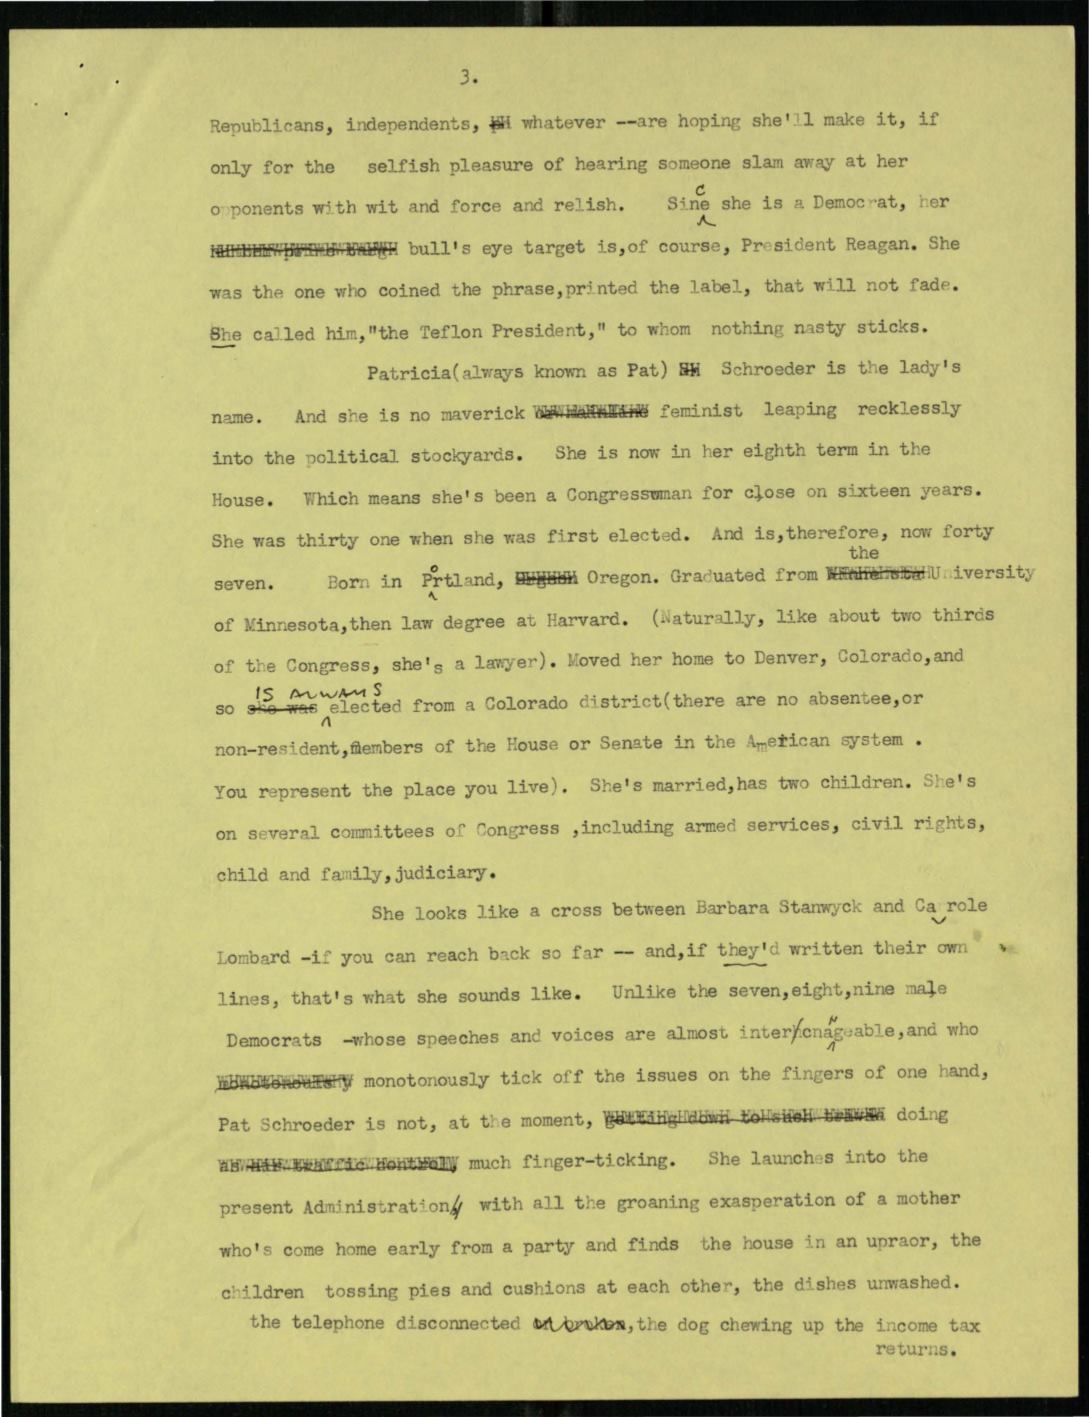 3.
Republicans, independents, whatever --are hoping she'll make it, if
only for the selfish pleasure of hearing someone slam away at her
opponents with wit and force and relish. Since she is a Democrat, her
bull's eye target is,of course, President Reagan. She
was the one who coined the phrase,printed the label, that will not fade.
She called him,"the Teflon President," to whom nothing nasty sticks.
Patricia(always known as Pat) Schroeder is the lady's
name. And she is no maverick feminist leaping recklessly
into the political stockyards. She is now in her eighth term in the
House. Which means she's been a Congresswman for close on sixteen years.
She was thirty one when she was first elected. And is,therefore, now forty
seven. Born in Portland, Oregon. Graduated from the University
of Minnesota,then law degree at Harvard. (Naturally, like about two thirds
of the Congress, she's a lawyer). Moved her home to Denver, Colorado,and
so she was IS ALWAYS elected from a Colorado district(there are no absentee,or
non-resident,members of the House or Senate in the American system .
You represent the place you live). She's married,has two children. She's
on several committees of Congress ,including armed services, civil rights,
child and family,judiciary.
She looks like a cross between Barbara Stanwyck and Ca role
Lombard -if you can reach back so far -- and,if they'd written their own
lines, that's what she sounds like. Unlike the seven,eight,nine male
Democrats -whose speeches and voices are almost inter/cnangeable,and who
monotonously tick off the issues on the fingers of one hand,
Pat Schroeder is not, at the moment, getting down to such doing
as traffic control, much finger-ticking. She launches into the
present Administration with all the groaning exasperation of a mother
who's come home early from a party and finds the house in an upraor, the
children tossing pies and cushions at each other, the dishes unwashed.
the telephone disconnected or broken,the dog chewing up the income tax
returns.